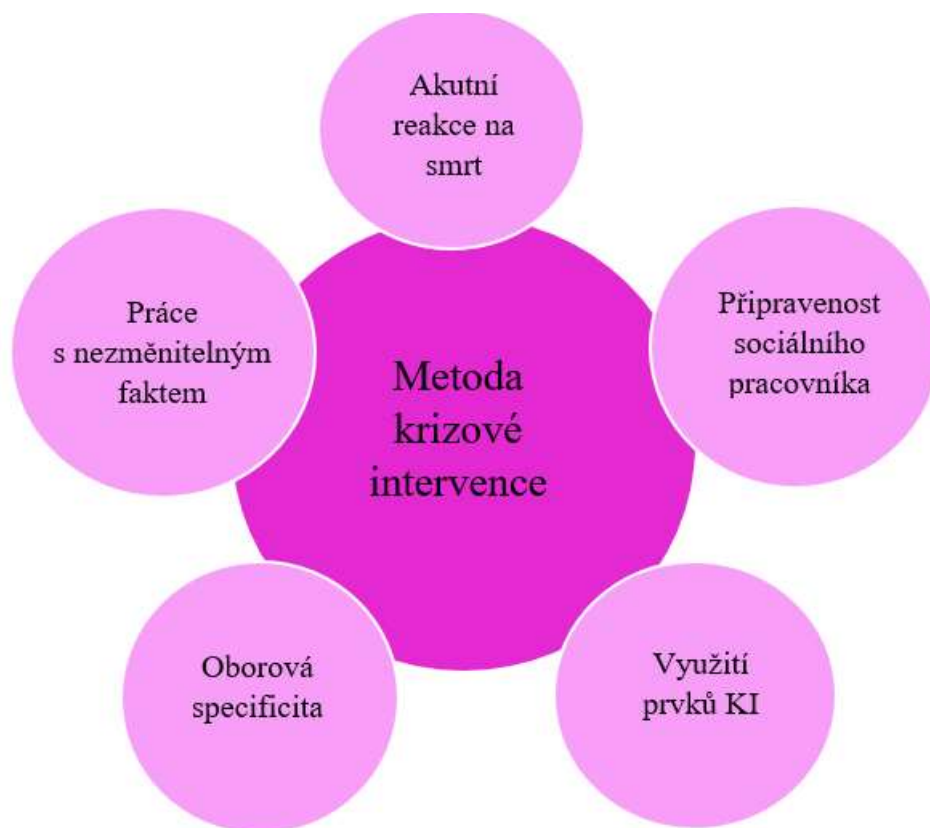 Akutní
reakce na
smrt
Připravenost
sociálního
pracovníka
Využití
prvků KI
Oborová
specificita
Práce
s nezměnitelným
faktem
Metoda
krizové
intervence